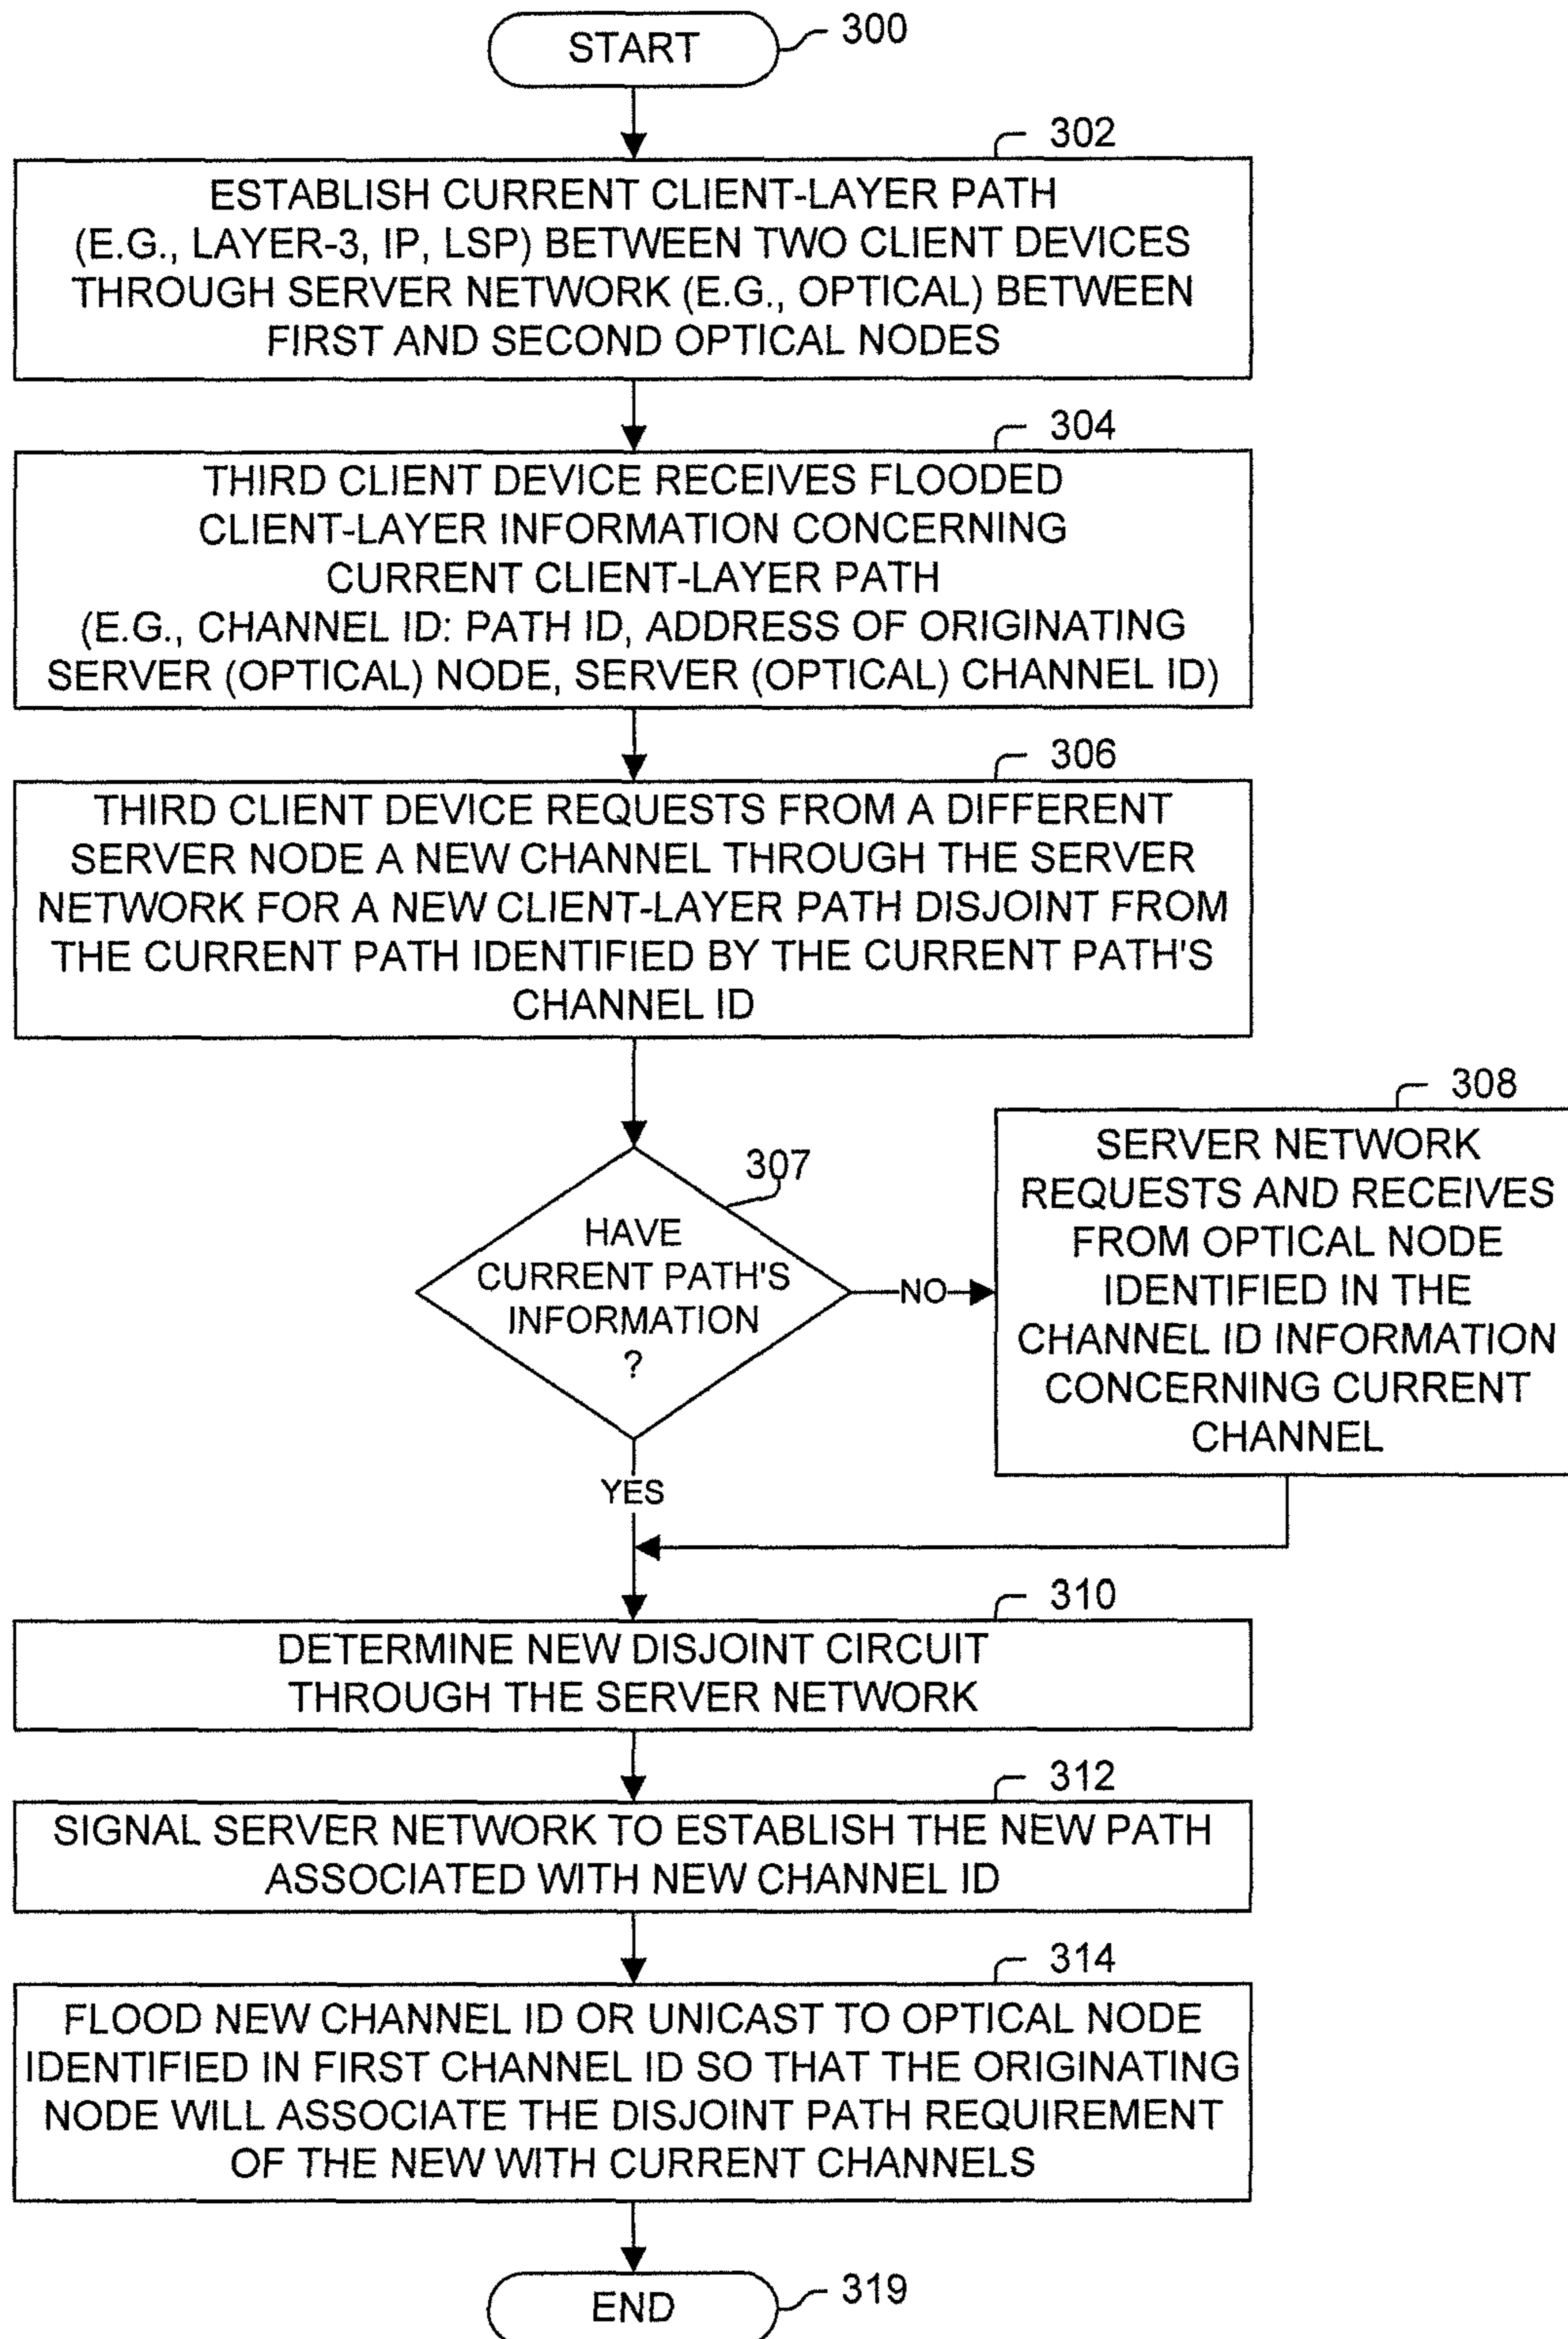 START
300
302
ESTABLISH CURRENT CLIENT-LAYER PATH
(E.G., LAYER-3, IP, LSP) BETWEEN TWO CLIENT DEVICES
THROUGH SERVER NETWORK (E.G., OPTICAL) BETWEEN
FIRST AND SECOND OPTICAL NODES
304
THIRD CLIENT DEVICE RECEIVES FLOODED
CLIENT-LAYER INFORMATION CONCERNING
CURRENT CLIENT-LAYER PATH
(E.G., CHANNEL ID: PATH ID, ADDRESS OF ORIGINATING
SERVER (OPTICAL) NODE, SERVER (OPTICAL) CHANNEL ID)
306
THIRD CLIENT DEVICE REQUESTS FROM A DIFFERENT
SERVER NODE A NEW CHANNEL THROUGH THE SERVER
NETWORK FOR A NEW CLIENT-LAYER PATH DISJOINT FROM
THE CURRENT PATH IDENTIFIED BY THE CURRENT PATH'S
CHANNEL ID
307
HAVE
CURRENT PATH'S
INFORMATION
?
NO
308
SERVER NETWORK
REQUESTS AND RECEIVES
FROM OPTICAL NODE
IDENTIFIED IN THE
CHANNEL ID INFORMATION
CONCERNING CURRENT
CHANNEL
YES
310
DETERMINE NEW DISJOINT CIRCUIT
THROUGH THE SERVER NETWORK
312
SIGNAL SERVER NETWORK TO ESTABLISH THE NEW PATH
ASSOCIATED WITH NEW CHANNEL ID
314
FLOOD NEW CHANNEL ID OR UNICAST TO OPTICAL NODE
IDENTIFIED IN FIRST CHANNEL ID SO THAT THE ORIGINATING
NODE WILL ASSOCIATE THE DISJOINT PATH REQUIREMENT
OF THE NEW WITH CURRENT CHANNELS
END
319